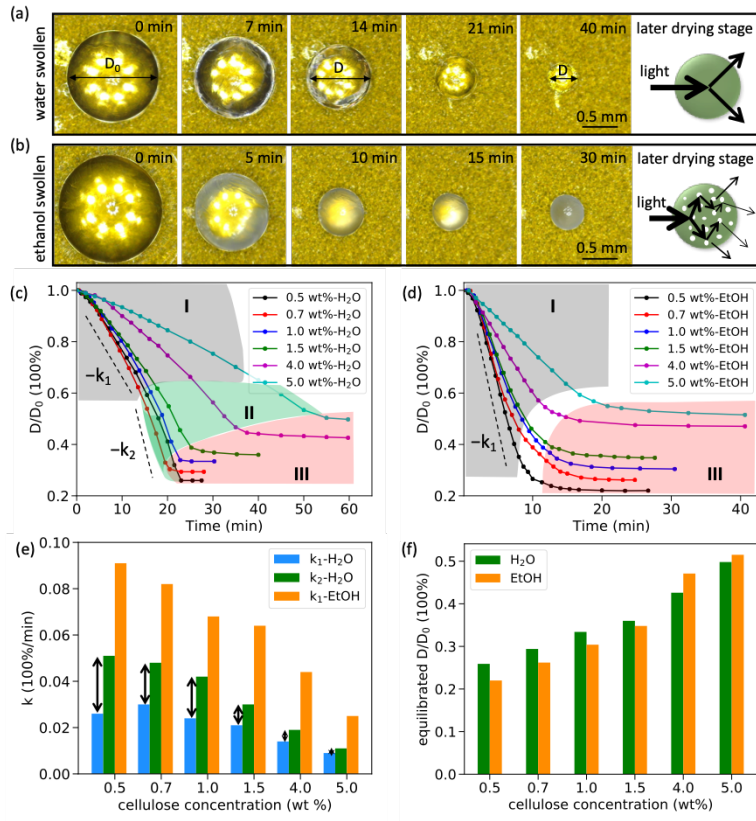 (a)
water swollen
0 min
D₀
7 min
14 min
D
21 min
40 min
D
0.5 mm
later drying stage
light
(b)
ethanol swollen
0 min
5 min
10 min
15 min
30 min
0.5 mm
later drying stage
light
(c)
D/D₀ (100%)
1.0
0.8
0.6
0.4
0.2
I
II
III
−k₁
−k₂
0.5 wt%-H₂O
0.7 wt%-H₂O
1.0 wt%-H₂O
1.5 wt%-H₂O
4.0 wt%-H₂O
5.0 wt%-H₂O
0 10 20 30 40 50 60
Time (min)
(d)
D/D₀ (100%)
1.0
0.8
0.6
0.4
0.2
I
III
−k₁
0.5 wt%-EtOH
0.7 wt%-EtOH
1.0 wt%-EtOH
1.5 wt%-EtOH
4.0 wt%-EtOH
5.0 wt%-EtOH
0 10 20 30 40
Time (min)
(e)
k (100%/min)
0.10
0.08
0.06
0.04
0.02
0.00
k₁-H₂O
k₂-H₂O
k₁-EtOH
0.5 0.7 1.0 1.5 4.0 5.0
cellulose concentration (wt %)
(f)
equilibrated D/D₀ (100%)
0.5
0.4
0.3
0.2
0.1
0.0
H₂O
EtOH
0.5 0.7 1.0 1.5 4.0 5.0
cellulose concentration (wt%)